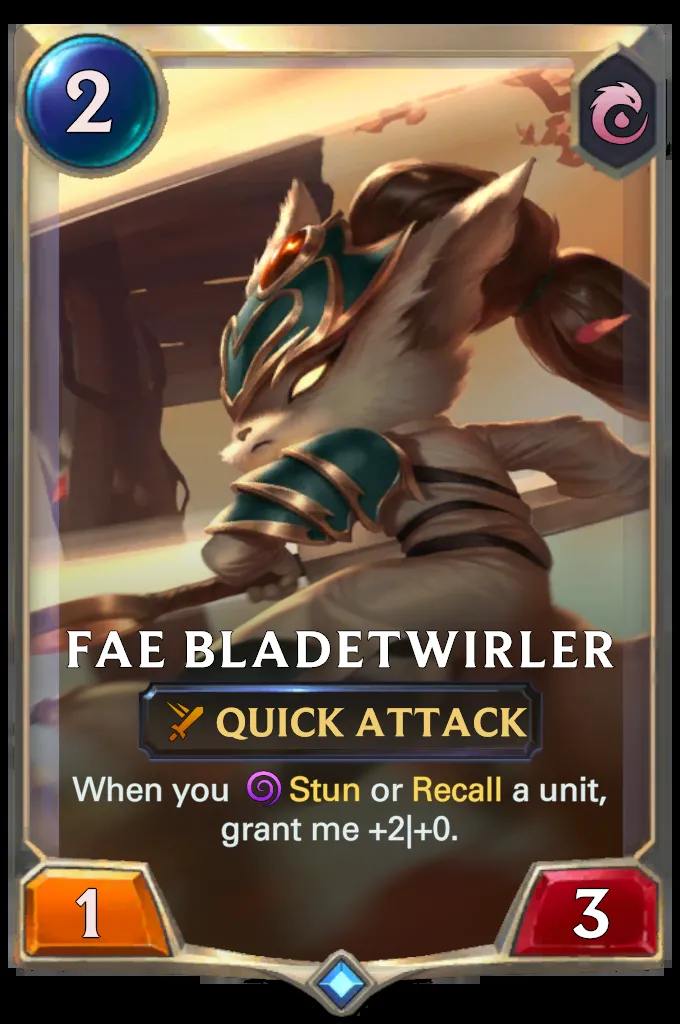 2
FAE BLADETWIRLER
QUICK ATTACK
When you Stun or Recall a unit,
grant me +2|+0.
1
3